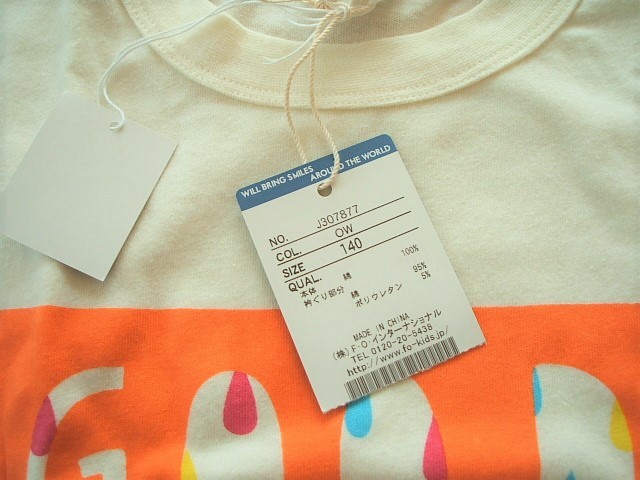 WILL BRING SMILES AROUND THE WORLD
NO. J307877
COL. OW
SIZE 140
QUAL.
本体 綿 100%
衿ぐり部分 綿 95%
ポリウレタン 5%
MADE IN CHINA
(株)F・O・インターナショナル
TEL 0120-20-5438
http://www.fo-kids.jp/
GOOD